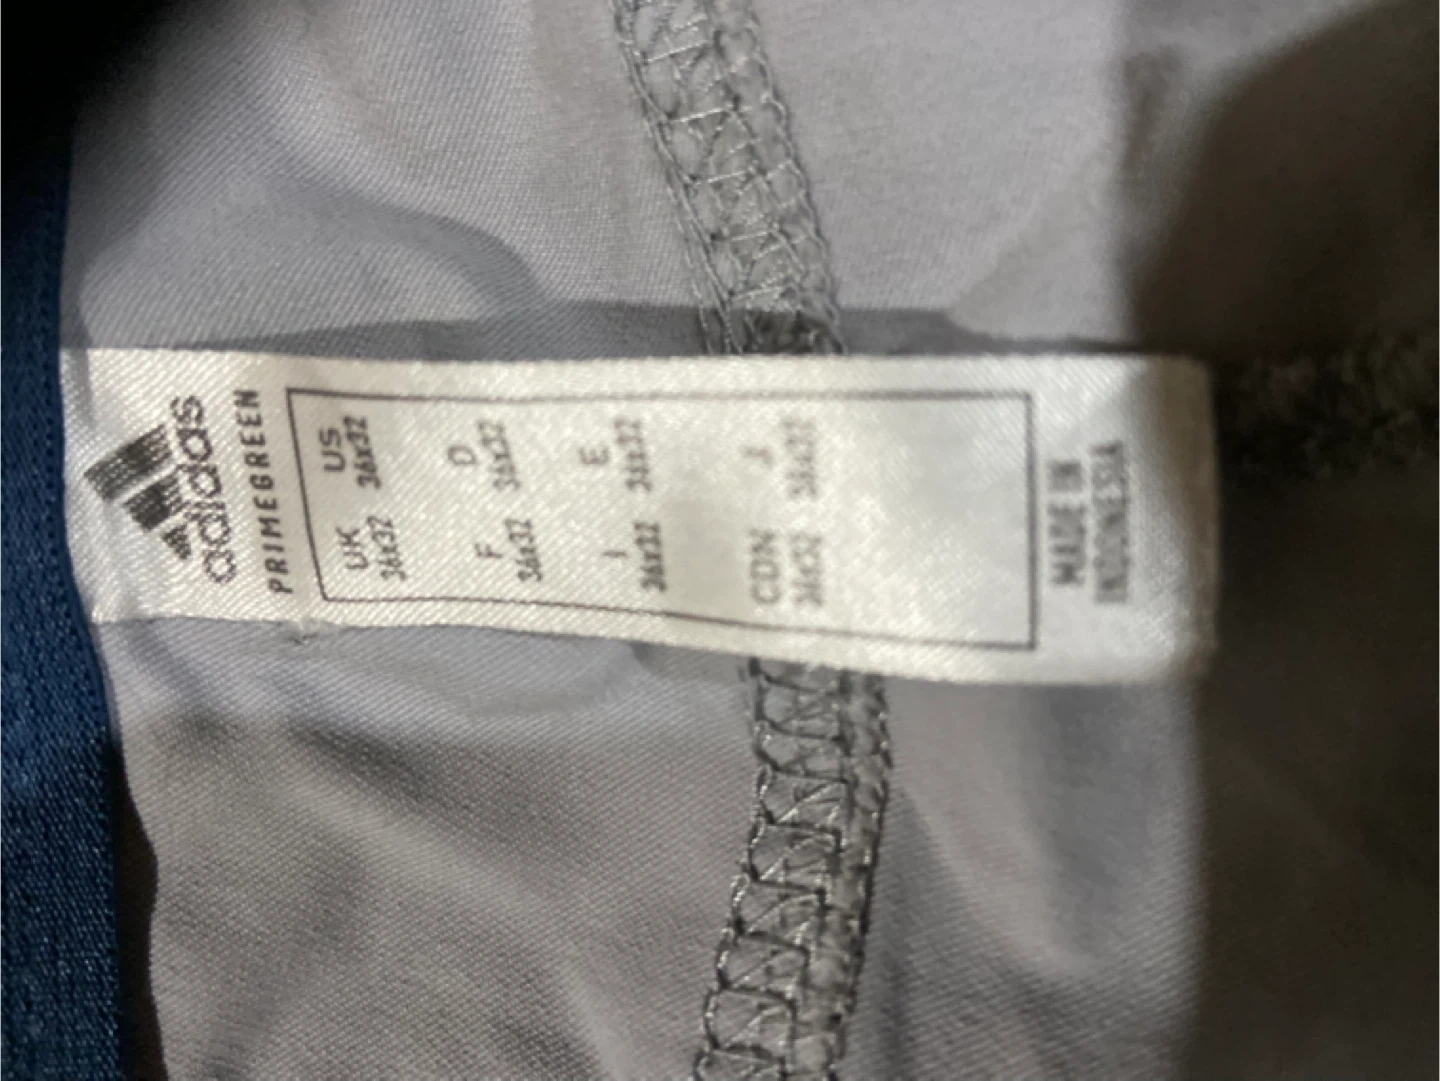 adidas
PRIMEGREEN
UK US
36x32 36x32
F D
36x32 36x32
I E
36x32 36x32
CDN J
36x32 36x32
MADE IN
INDONESIA